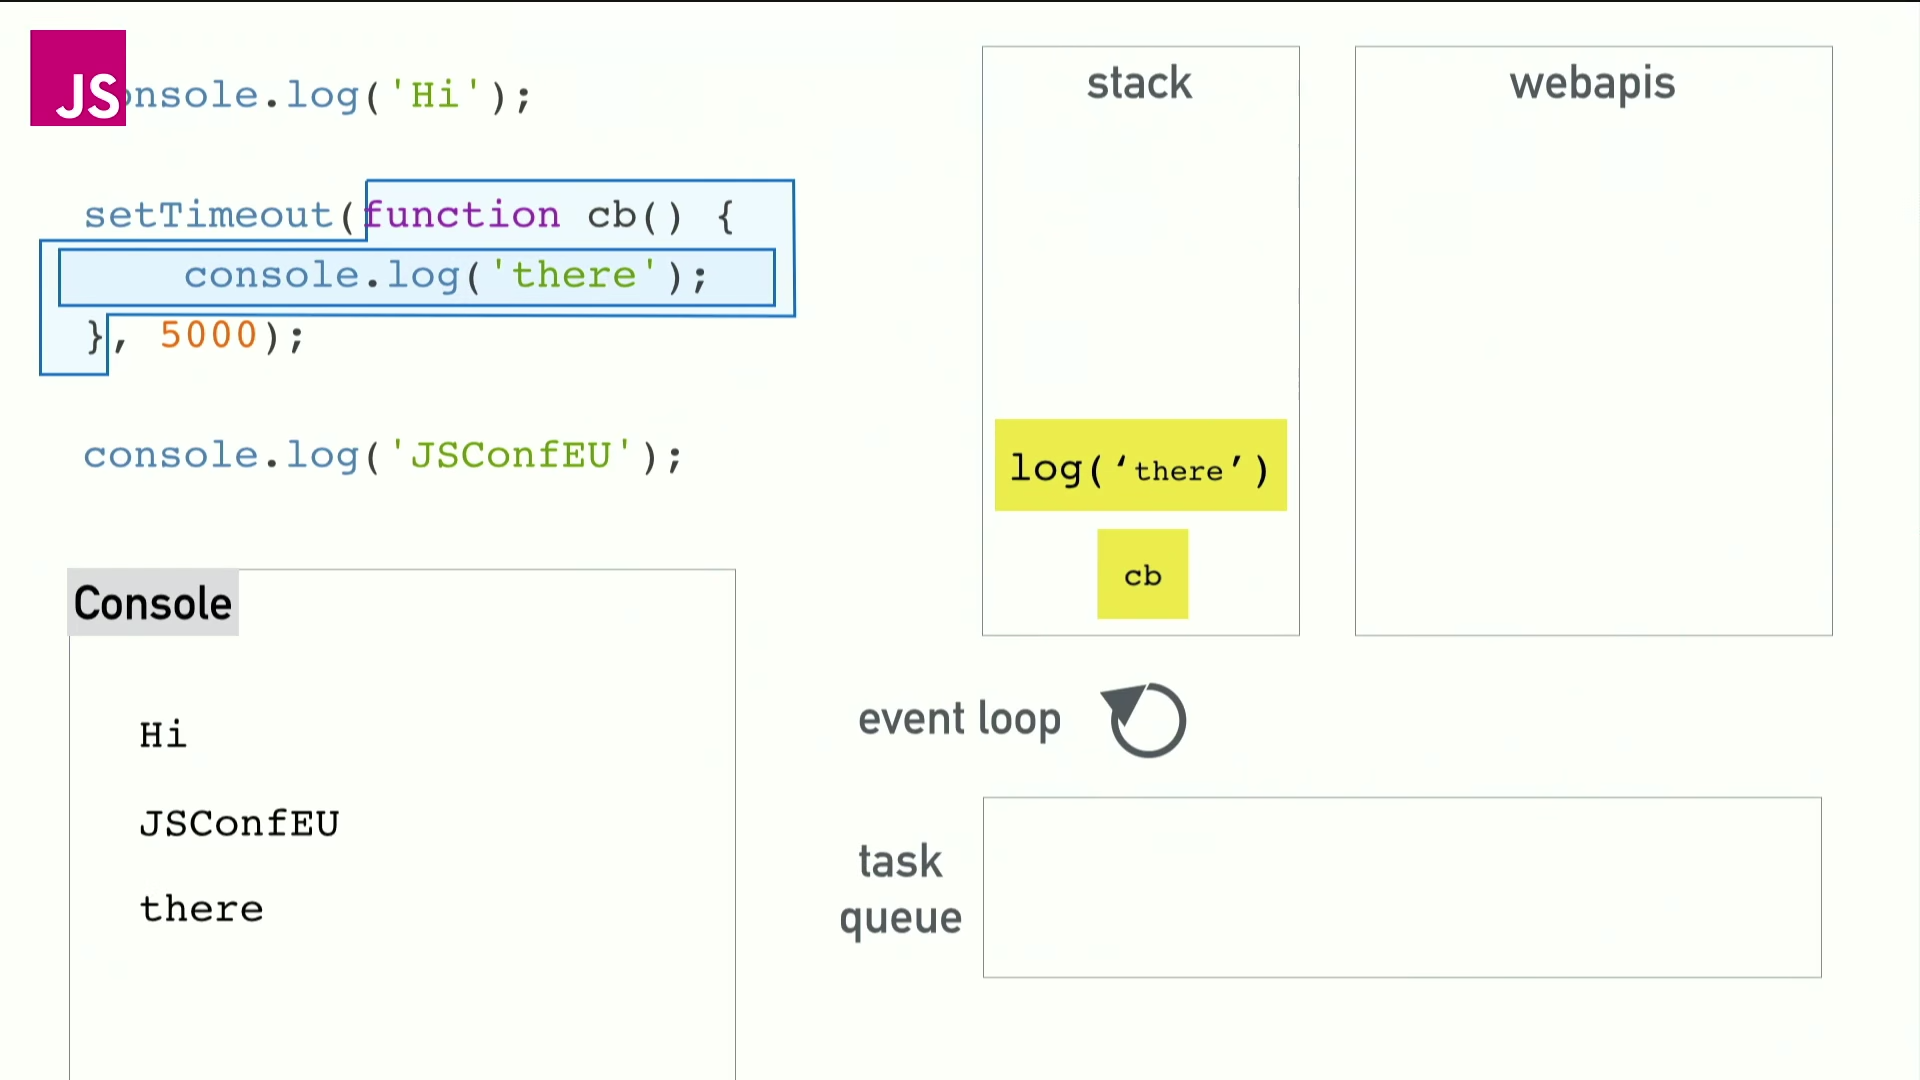 JS
onsole.log('Hi');
setTimeout(function cb() {
console.log('there');
}, 5000);
console.log('JSConfEU');
Console
Hi
JSConfEU
there
stack
log(‘there’)
cb
webapis
event loop
task
queue